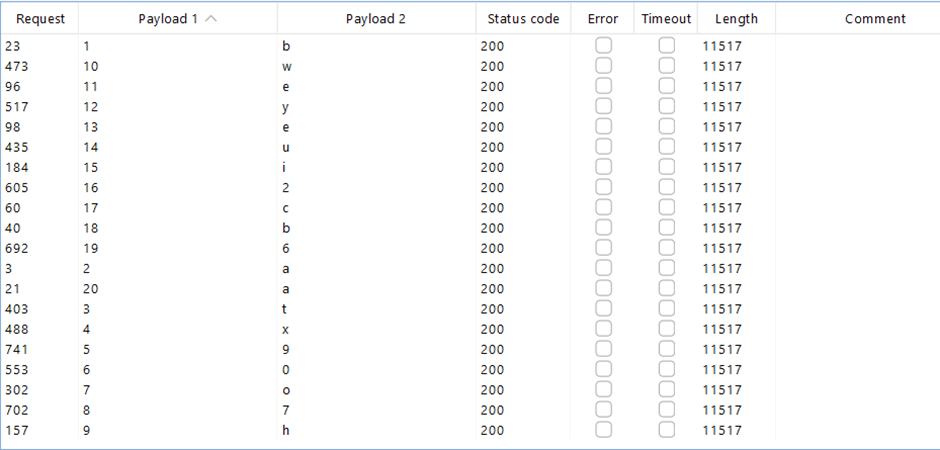 Request Payload 1 Payload 2 Status code Error Timeout Length Comment
23 1 b 200 11517
473 10 w 200 11517
96 11 e 200 11517
517 12 y 200 11517
98 13 e 200 11517
435 14 u 200 11517
184 15 i 200 11517
605 16 2 200 11517
60 17 c 200 11517
40 18 b 200 11517
692 19 6 200 11517
3 2 a 200 11517
21 20 a 200 11517
403 3 t 200 11517
488 4 x 200 11517
741 5 9 200 11517
553 6 0 200 11517
302 7 o 200 11517
702 8 7 200 11517
157 9 h 200 11517